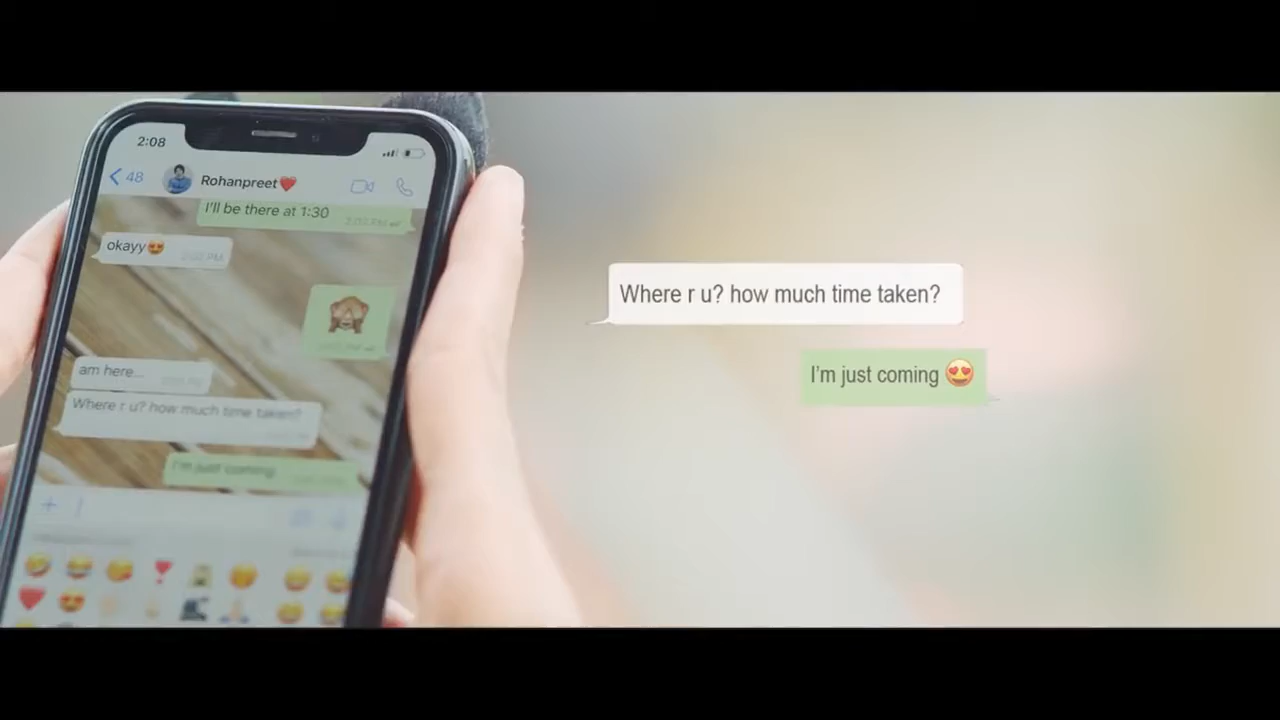 2:08
48
Rohanpreet❤️
I'll be there at 1:30
okayy😍
am here...
Where r u? how much time taken?
I'm just coming
Where r u? how much time taken?
I'm just coming 😍